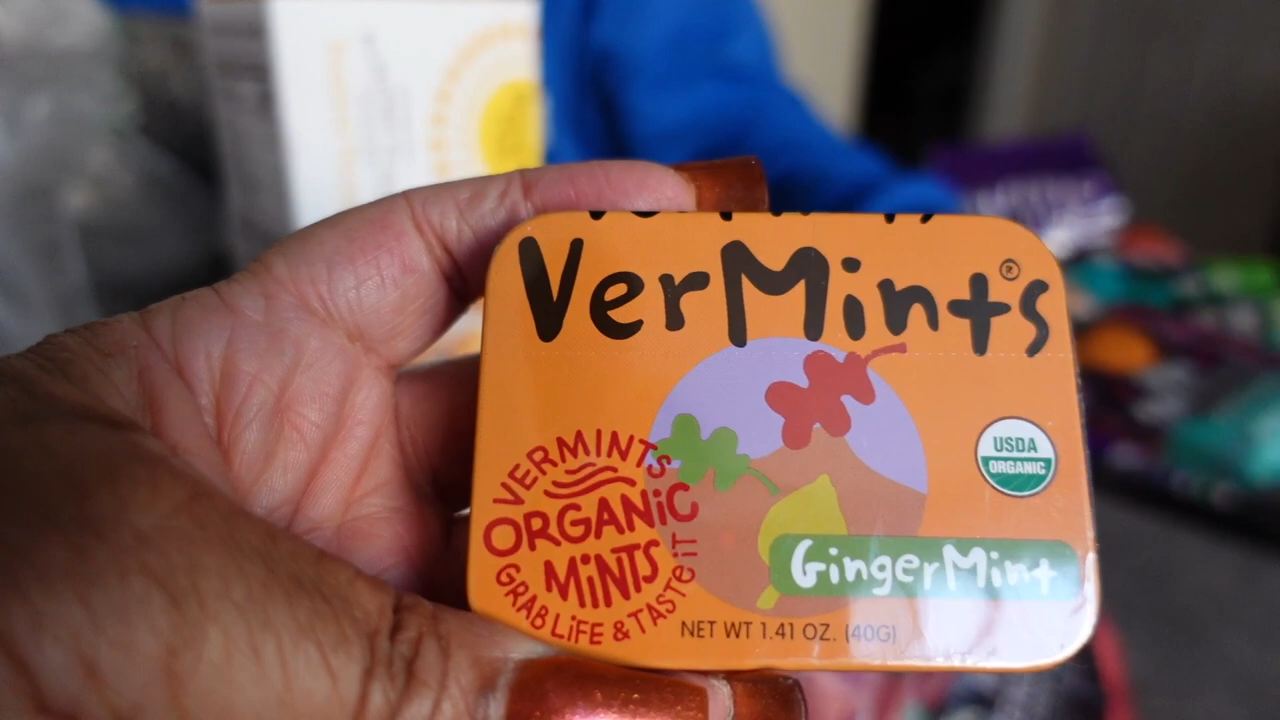 VerMints®
VERMINTS
ORGANiC
MiNTS
GRAB LiFE & TASTE iT
USDA
ORGANIC
GingerMint
NET WT 1.41 OZ. (40G)